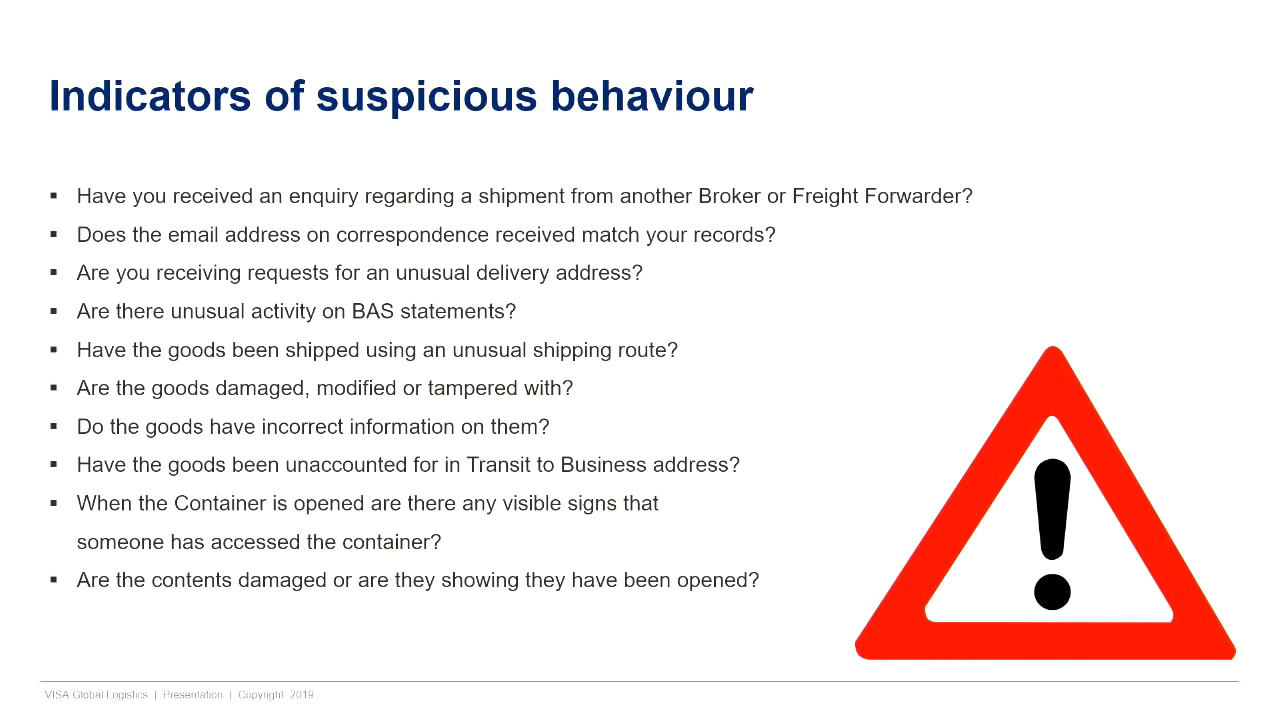 Indicators of suspicious behaviour
▪ Have you received an enquiry regarding a shipment from another Broker or Freight Forwarder?
▪ Does the email address on correspondence received match your records?
▪ Are you receiving requests for an unusual delivery address?
▪ Are there unusual activity on BAS statements?
▪ Have the goods been shipped using an unusual shipping route?
▪ Are the goods damaged, modified or tampered with?
▪ Do the goods have incorrect information on them?
▪ Have the goods been unaccounted for in Transit to Business address?
▪ When the Container is opened are there any visible signs that
someone has accessed the container?
▪ Are the contents damaged or are they showing they have been opened?
!
VISA Global Logistics | Presentation | Copyright 2019